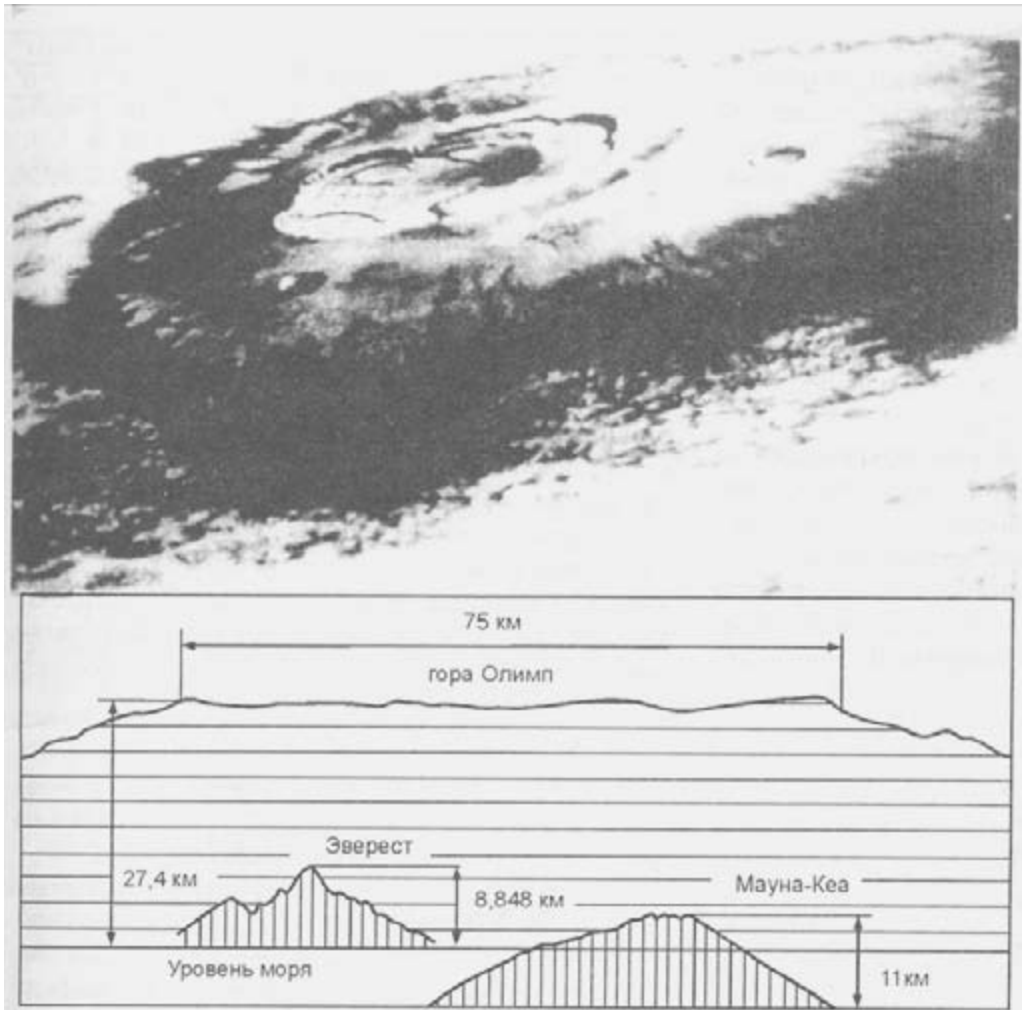 75 км
гора Олимп
Эверест
27,4 км
8,848 км
Мауна-Кеа
Уровень моря
11км